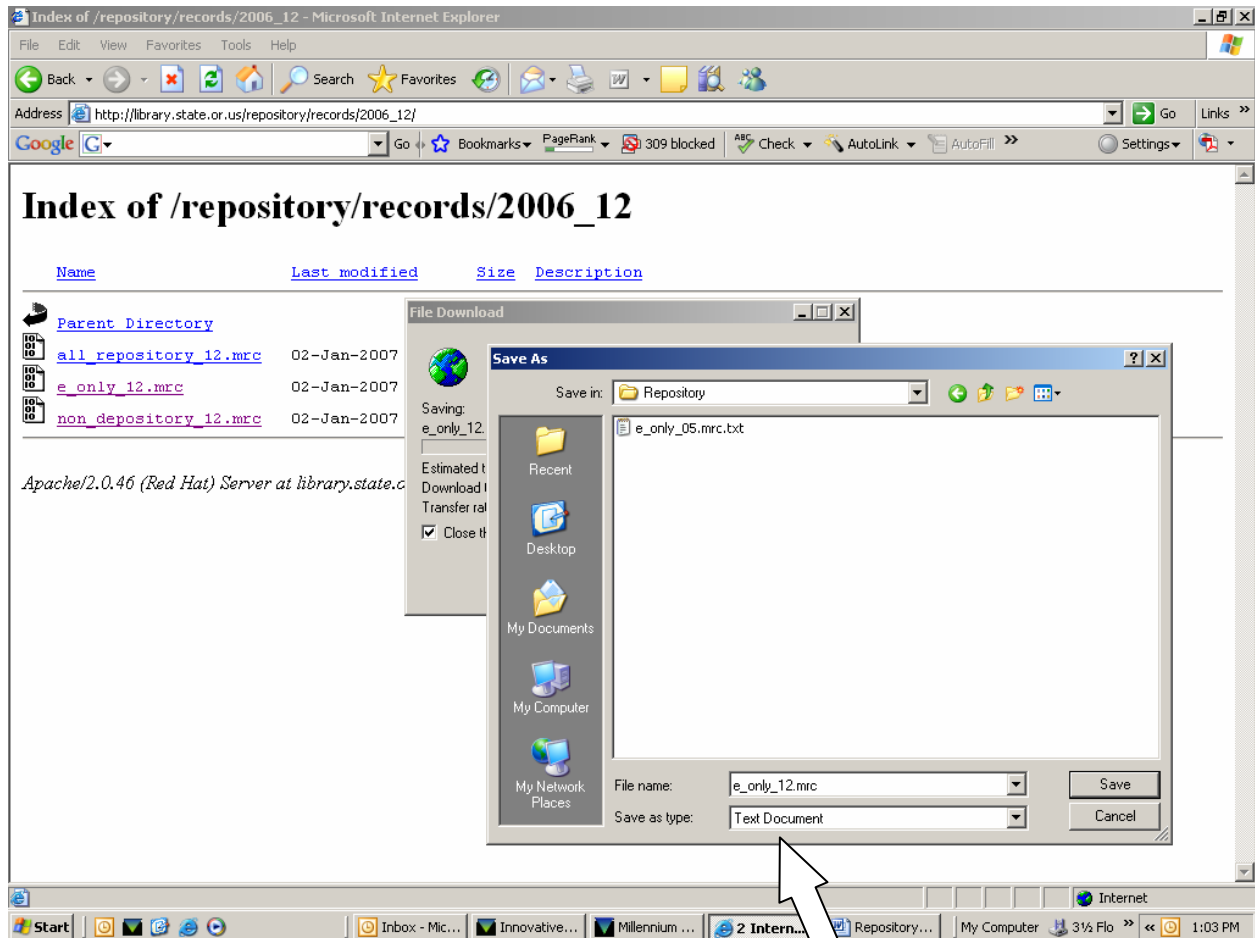 Index of /repository/records/2006_12 - Microsoft Internet Explorer
File Edit View Favorites Tools Help
Back Search Favorites
Address http://library.state.or.us/repository/records/2006_12/ Go Links »
Google G Go Bookmarks PageRank 309 blocked ABC Check AutoLink AutoFill » Settings
Index of /repository/records/2006_12
Name Last modified Size Description
Parent Directory
all_repository_12.mrc 02-Jan-2007
e_only_12.mrc 02-Jan-2007
non_depository_12.mrc 02-Jan-2007
Apache/2.0.46 (Red Hat) Server at library.state.o
File Download
Saving:
e_only_12.
Estimated t
Download
Transfer ra
Close th
Save As
Save in: Repository
e_only_05.mrc.txt
Recent
Desktop
My Documents
My Computer
My Network
Places
File name: e_only_12.mrc Save
Save as type: Text Document Cancel
Internet
Start Inbox - Mic... Innovative... Millennium ... 2 Intern... Repository... My Computer 3½ Flo » « 1:03 PM